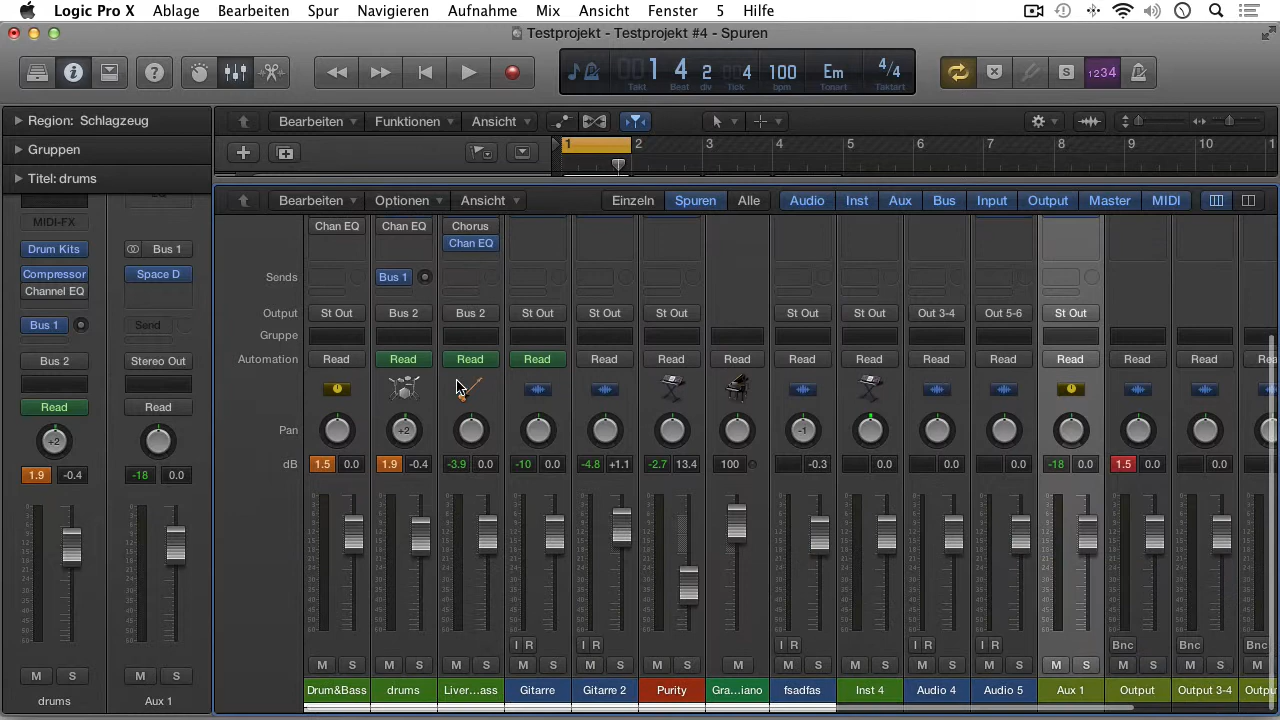 Logic Pro X Ablage Bearbeiten Spur Navigieren Aufnahme Mix Ansicht Fenster 5 Hilfe
Testprojekt - Testprojekt #4 - Spuren
1 4 2 4 100 Em 4/4
Takt Beat div Tick bpm Tonart Taktart
S 1234
Region: Schlagzeug
Gruppen
Titel: drums
Bearbeiten Funktionen Ansicht
1 2 3 4 5 6 7 8 9 10
Bearbeiten Optionen Ansicht Einzeln Spuren Alle Audio Inst Aux Bus Input Output Master MIDI
EQ
MIDI-FX
Drum Kits Bus 1
Compressor Space D
Channel EQ
Bus 1 Send
Bus 2 Stereo Out
Read Read
+2
1.9 -0.4 -18 0.0
M S M S
drums Aux 1
Chan EQ Chan EQ Chorus
Chan EQ
Sends Bus 1
Output St Out Bus 2 Bus 2 St Out St Out St Out St Out St Out Out 3-4 Out 5-6 St Out
Gruppe
Automation Read Read Read Read Read Read Read Read Read Read Read Read Read Read Rea
Pan +2 -1
dB 1.5 0.0 1.9 -0.4 -3.9 0.0 -10 0.0 -4.8 +1.1 -2.7 13.4 100 -0.3 0.0 0.0 0.0 -18 0.0 1.5 0.0 0.0
I R I R I R I R I R Bnc Bnc Bnc
M S M S M S M S M S M S M M S M S M S M S M S M M M
Drum&Bass drums Liver...ass Gitarre Gitarre 2 Purity Gra...iano fsadfas Inst 4 Audio 4 Audio 5 Aux 1 Output Output 3-4 Outpu